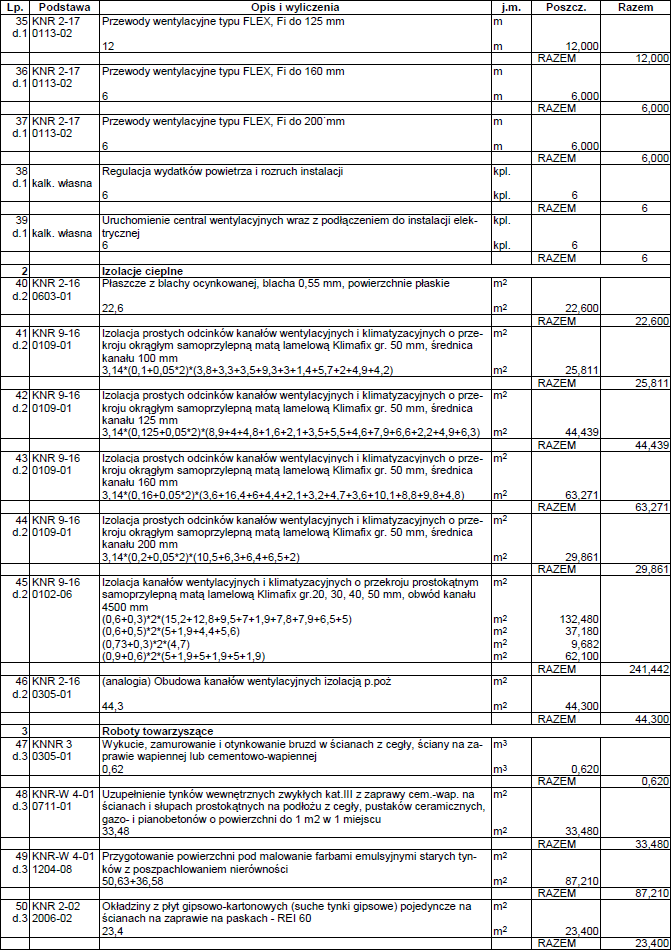 Lp. Podstawa Opis i wyliczenia j.m. Poszcz. Razem
35 KNR 2-17 Przewody wentylacyjne typu FLEX, Fi do 125 mm m
d.1 0113-02
12 m 12,000
RAZEM 12,000
36 KNR 2-17 Przewody wentylacyjne typu FLEX, Fi do 160 mm m
d.1 0113-02
6 m 6,000
RAZEM 6,000
37 KNR 2-17 Przewody wentylacyjne typu FLEX, Fi do 200 mm m
d.1 0113-02
6 m 6,000
RAZEM 6,000
38 Regulacja wydatków powietrza i rozruch instalacji kpl.
d.1 kalk. własna
6 kpl. 6
RAZEM 6
39 Uruchomienie central wentylacyjnych wraz z podłączeniem do instalacji elek- kpl.
d.1 kalk. własna trycznej
6 kpl. 6
RAZEM 6
2 Izolacje cieplne
40 KNR 2-16 Płaszcze z blachy ocynkowanej, blacha 0,55 mm, powierzchnie płaskie m2
d.2 0603-01
22,6 m2 22,600
RAZEM 22,600
41 KNR 9-16 Izolacja prostych odcinków kanałów wentylacyjnych i klimatyzacyjnych o prze- m2
d.2 0109-01 kroju okrągłym samoprzylepną matą lamelową Klimafix gr. 50 mm, średnica
kanału 100 mm
3,14*(0,1+0,05*2)*(3,8+3,3+3,5+9,3+3+1,4+5,7+2+4,9+4,2) m2 25,811
RAZEM 25,811
42 KNR 9-16 Izolacja prostych odcinków kanałów wentylacyjnych i klimatyzacyjnych o prze- m2
d.2 0109-01 kroju okrągłym samoprzylepną matą lamelową Klimafix gr. 50 mm, średnica
kanału 125 mm
3,14*(0,125+0,05*2)*(8,9+4+4,8+1,6+2,1+3,5+5,5+4,6+7,9+6,6+2,2+4,9+6,3) m2 44,439
RAZEM 44,439
43 KNR 9-16 Izolacja prostych odcinków kanałów wentylacyjnych i klimatyzacyjnych o prze- m2
d.2 0109-01 kroju okrągłym samoprzylepną matą lamelową Klimafix gr. 50 mm, średnica
kanału 160 mm
3,14*(0,16+0,05*2)*(3,6+16,4+6+4,4+2,1+3,2+4,7+3,6+10,1+8,8+9,8+4,8) m2 63,271
RAZEM 63,271
44 KNR 9-16 Izolacja prostych odcinków kanałów wentylacyjnych i klimatyzacyjnych o prze- m2
d.2 0109-01 kroju okrągłym samoprzylepną matą lamelową Klimafix gr. 50 mm, średnica
kanału 200 mm
3,14*(0,2+0,05*2)*(10,5+6,3+6,4+6,5+2) m2 29,861
RAZEM 29,861
45 KNR 9-16 Izolacja kanałów wentylacyjnych i klimatyzacyjnych o przekroju prostokątnym m2
d.2 0102-06 samoprzylepną matą lamelową Klimafix gr.20, 30, 40, 50 mm, obwód kanału
4500 mm
(0,6+0,3)*2*(15,2+12,8+9,5+7+1,9+7,8+7,9+6,5+5) m2 132,480
(0,6+0,5)*2*(5+1,9+4,4+5,6) m2 37,180
(0,73+0,3)*2*(4,7) m2 9,682
(0,9+0,6)*2*(5+1,9+5+1,9+5+1,9) m2 62,100
RAZEM 241,442
46 KNR 2-16 (analogia) Obudowa kanałów wentylacyjnych izolacją p.poż m2
d.2 0305-01
44,3 m2 44,300
RAZEM 44,300
3 Roboty towarzyszące
47 KNNR 3 Wykucie, zamurowanie i otynkowanie bruzd w ścianach z cegły, ściany na za- m3
d.3 0305-01 prawie wapiennej lub cementowo-wapiennej
0,62 m3 0,620
RAZEM 0,620
48 KNR-W 4-01 Uzupełnienie tynków wewnętrznych zwykłych kat.III z zaprawy cem.-wap. na m2
d.3 0711-01 ścianach i słupach prostokątnych na podłożu z cegły, pustaków ceramicznych,
gazo- i pianobetonów o powierzchni do 1 m2 w 1 miejscu
33,48 m2 33,480
RAZEM 33,480
49 KNR-W 4-01 Przygotowanie powierzchni pod malowanie farbami emulsyjnymi starych tyn- m2
d.3 1204-08 ków z poszpachlowaniem nierówności
50,63+36,58 m2 87,210
RAZEM 87,210
50 KNR 2-02 Okładziny z płyt gipsowo-kartonowych (suche tynki gipsowe) pojedyncze na m2
d.3 2006-02 ścianach na zaprawie na paskach - REI 60
23,4 m2 23,400
RAZEM 23,400